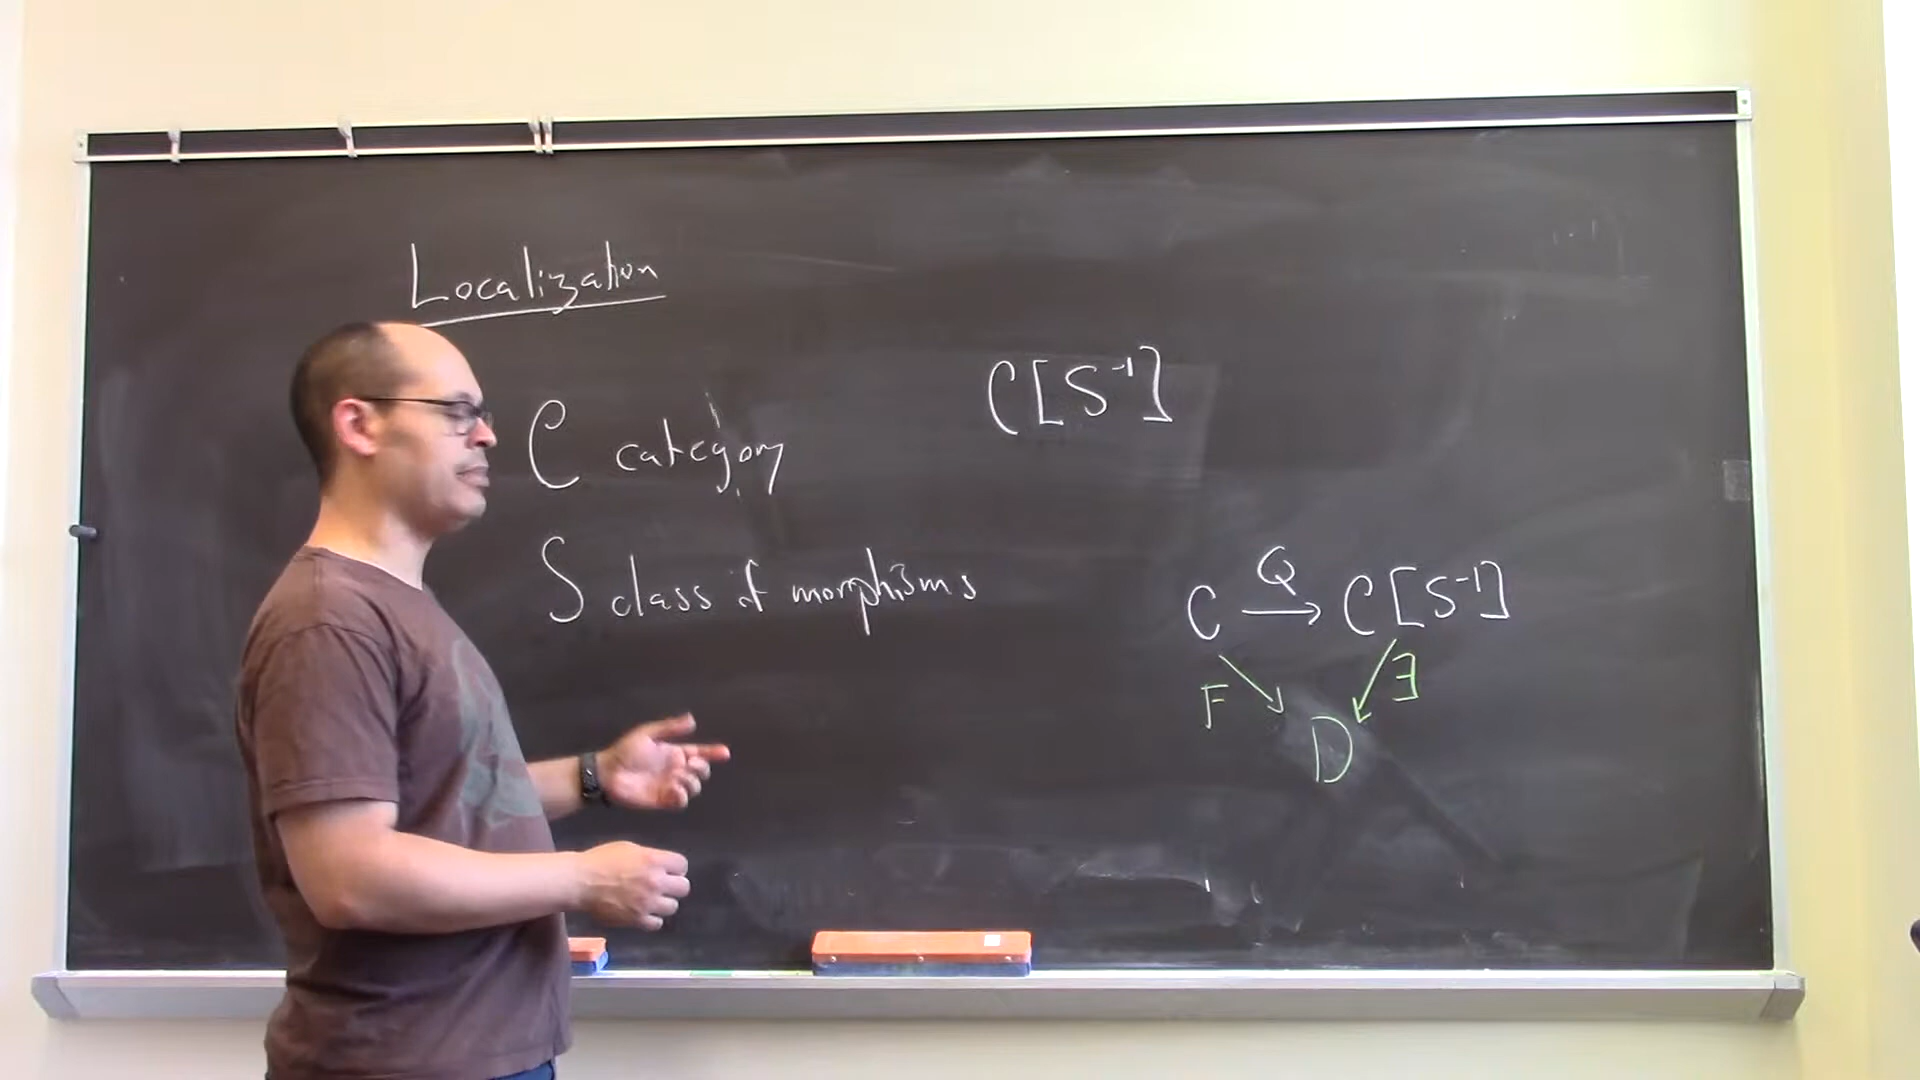 Localization
C category
S class of morphisms
C[S⁻¹]
C Q→ C[S⁻¹]
F ∃
D